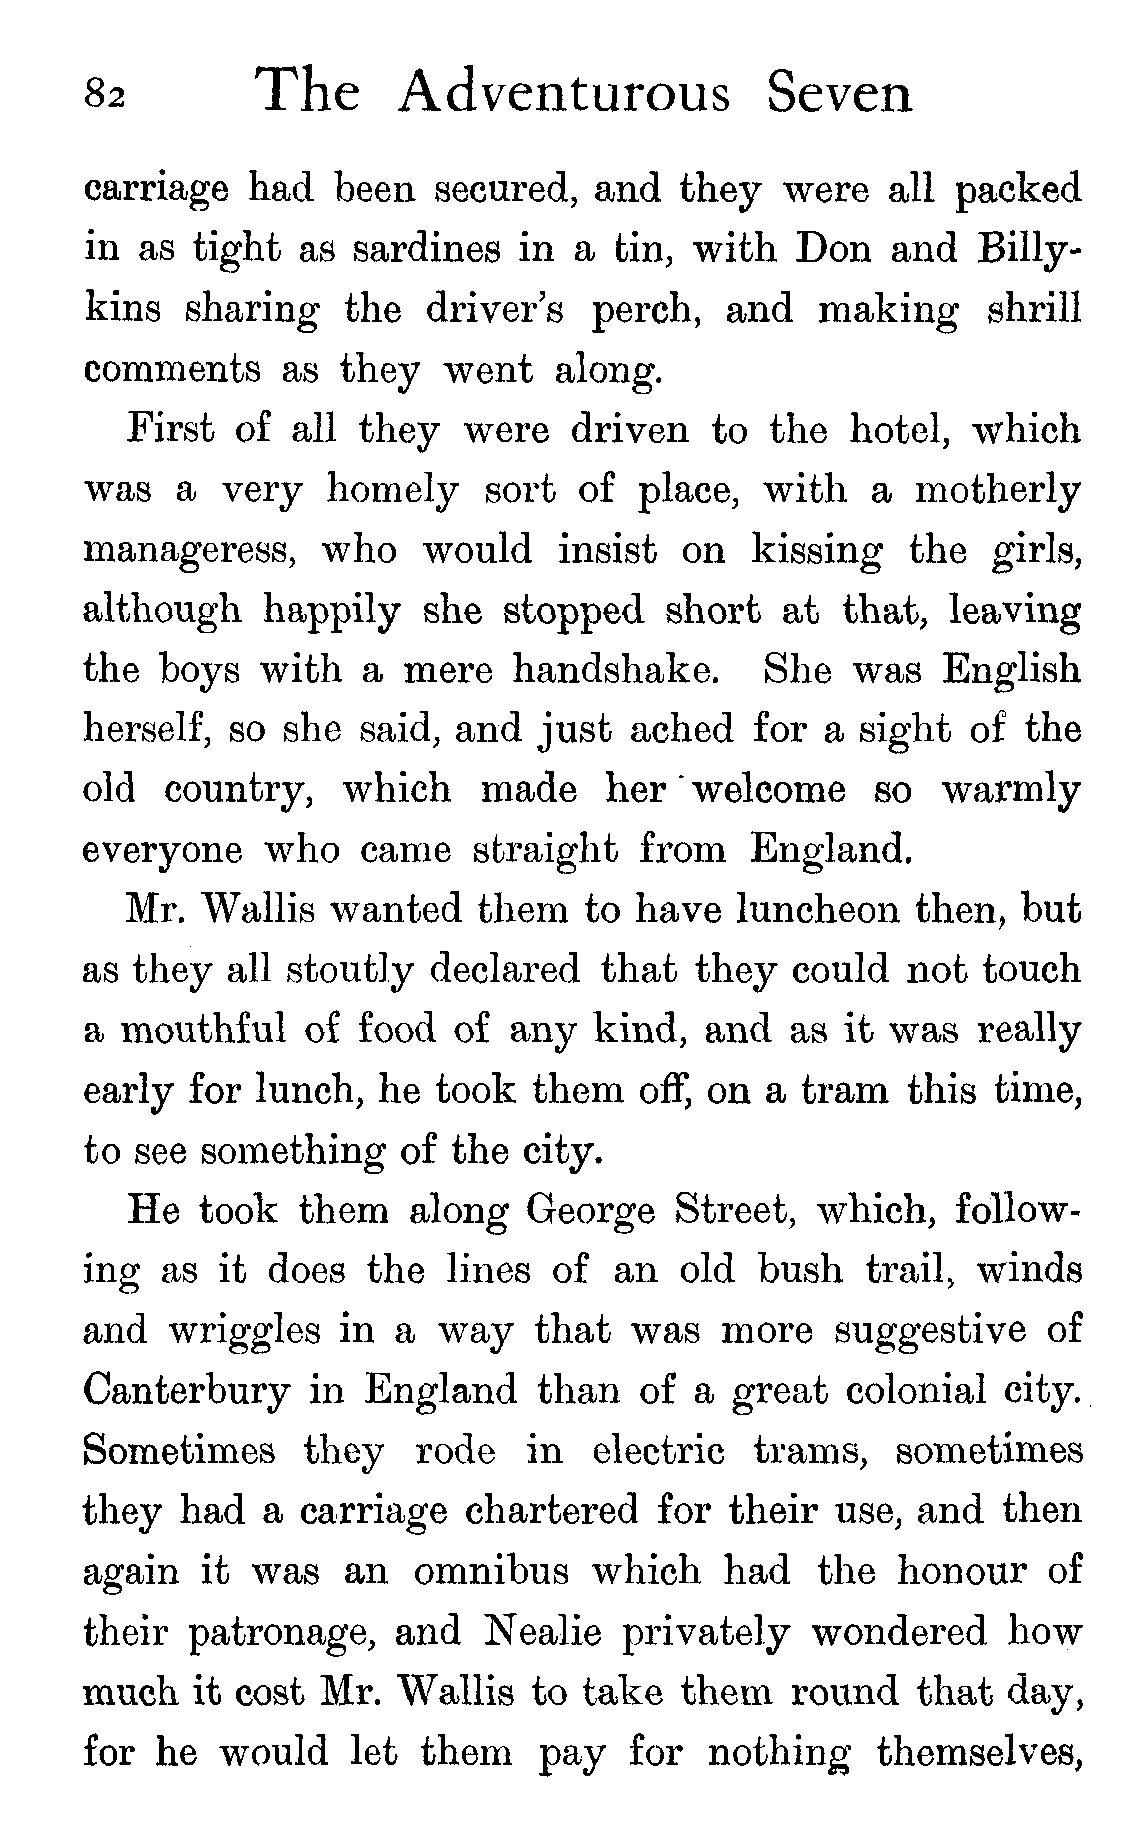 82 The Adventurous Seven
carriage had been secured, and they were all packed
in as tight as sardines in a tin, with Don and Billy-
kins sharing the driver's perch, and making shrill
comments as they went along.
First of all they were driven to the hotel, which
was a very homely sort of place, with a motherly
manageress, who would insist on kissing the girls,
although happily she stopped short at that, leaving
the boys with a mere handshake. She was English
herself, so she said, and just ached for a sight of the
old country, which made her welcome so warmly
everyone who came straight from England.
Mr. Wallis wanted them to have luncheon then, but
as they all stoutly declared that they could not touch
a mouthful of food of any kind, and as it was really
early for lunch, he took them off, on a tram this time,
to see something of the city.
He took them along George Street, which, follow-
ing as it does the lines of an old bush trail, winds
and wriggles in a way that was more suggestive of
Canterbury in England than of a great colonial city.
Sometimes they rode in electric trams, sometimes
they had a carriage chartered for their use, and then
again it was an omnibus which had the honour of
their patronage, and Nealie privately wondered how
much it cost Mr. Wallis to take them round that day,
for he would let them pay for nothing themselves,